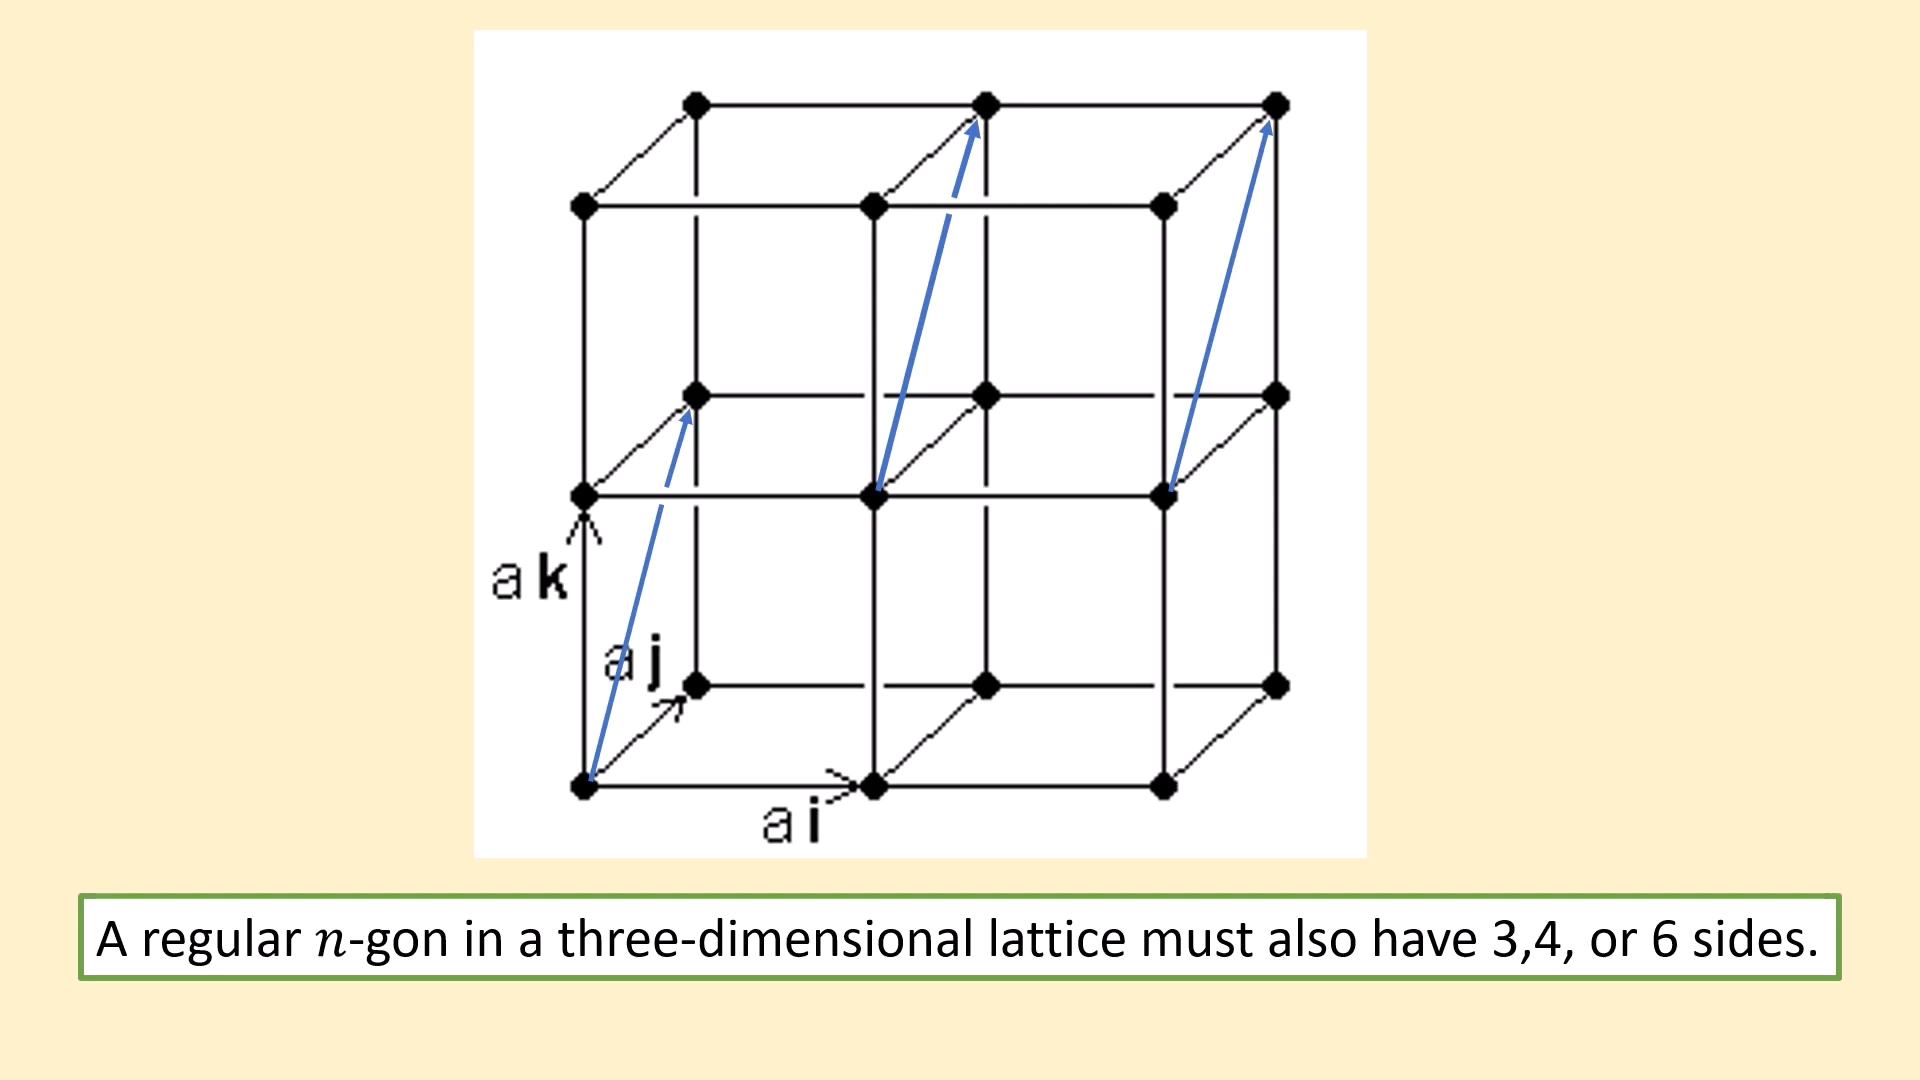 a k
a j
a i
A regular n-gon in a three-dimensional lattice must also have 3,4, or 6 sides.